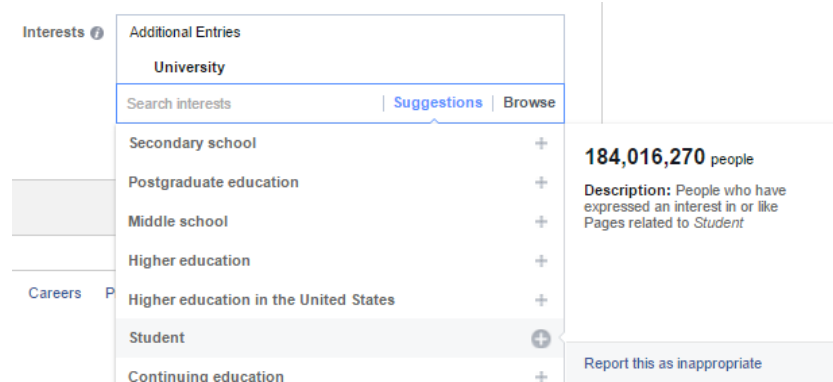 Interests
Additional Entries
University
Search interests | Suggestions | Browse
Secondary school
Postgraduate education
Middle school
Higher education
Higher education in the United States
Student
Continuing education
184,016,270 people
Description: People who have
expressed an interest in or like
Pages related to Student
Report this as inappropriate
Careers P